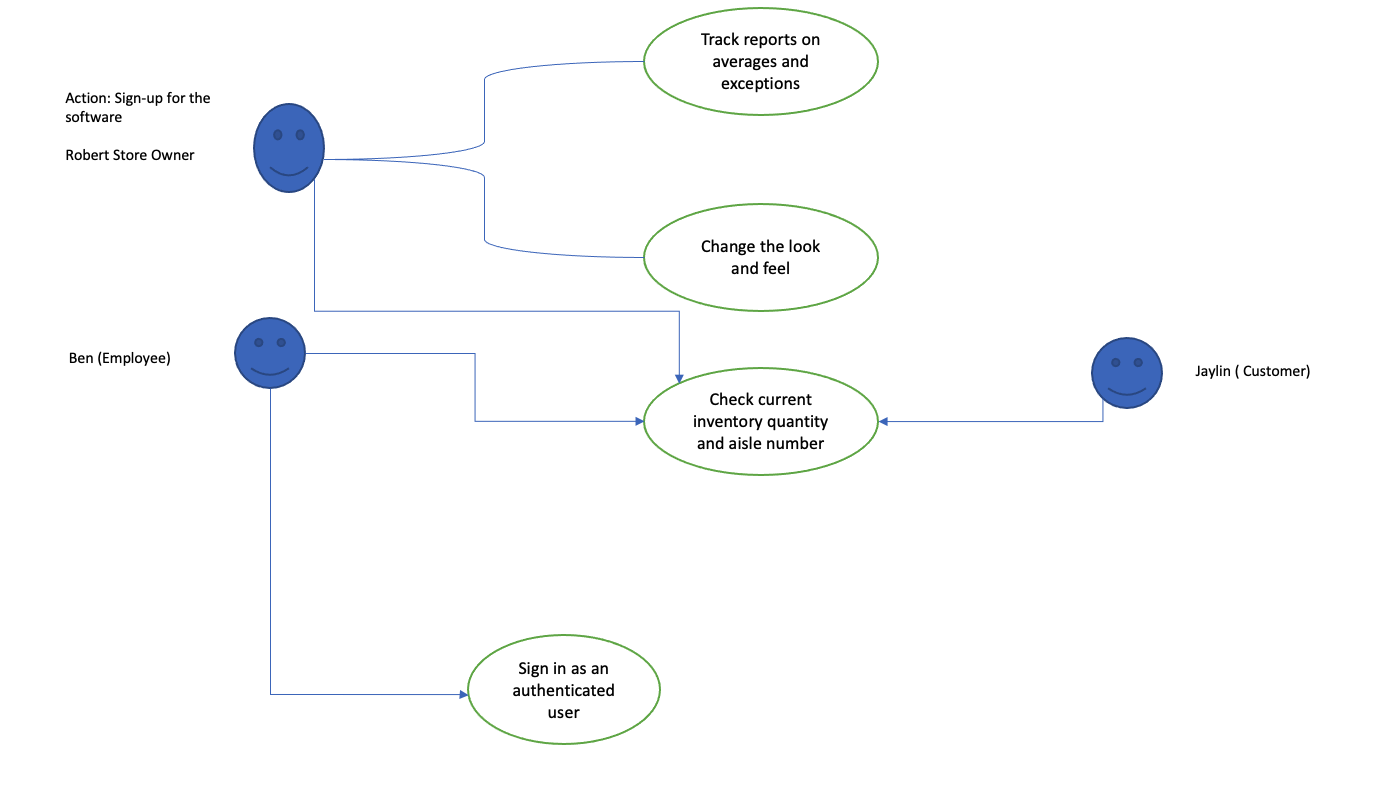 Track reports on
averages and
exceptions
Action: Sign-up for the
software
Robert Store Owner
Change the look
and feel
Ben (Employee)
Jaylin ( Customer)
Check current
inventory quantity
and aisle number
Sign in as an
authenticated
user